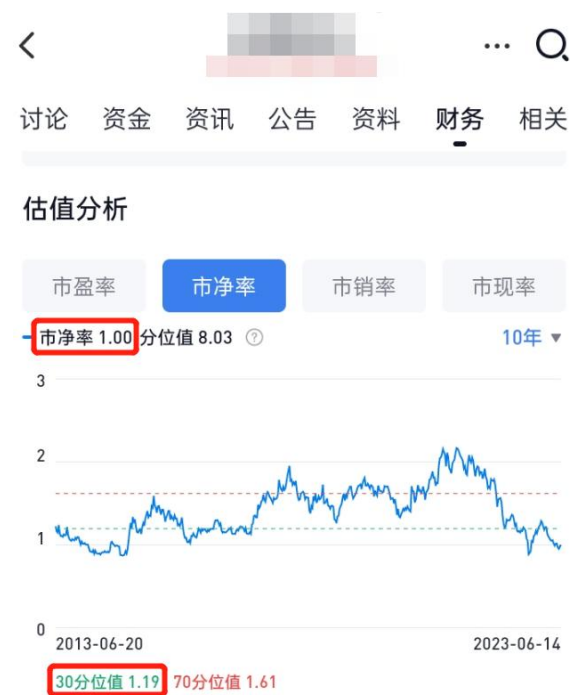 讨论 资金 资讯 公告 资料 财务 相关
估值分析
市盈率 市净率 市销率 市现率
市净率 1.00 分位值 8.03 ? 10年 ▼
3
2
1
0
2013-06-20 2023-06-14
30分位值 1.19 70分位值 1.61